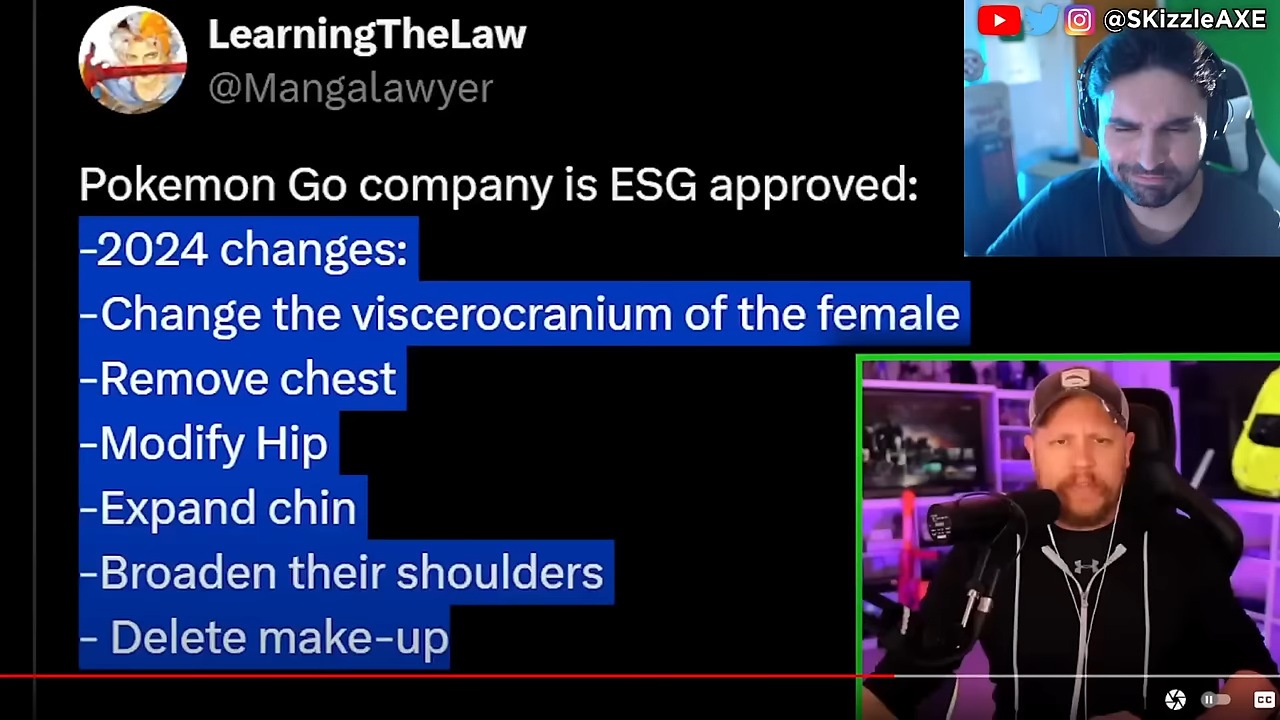 @SKizzleAXE
LearningTheLaw
@Mangalawyer
Pokemon Go company is ESG approved:
-2024 changes:
-Change the viscerocranium of the female
-Remove chest
-Modify Hip
-Expand chin
-Broaden their shoulders
- Delete make-up
CC